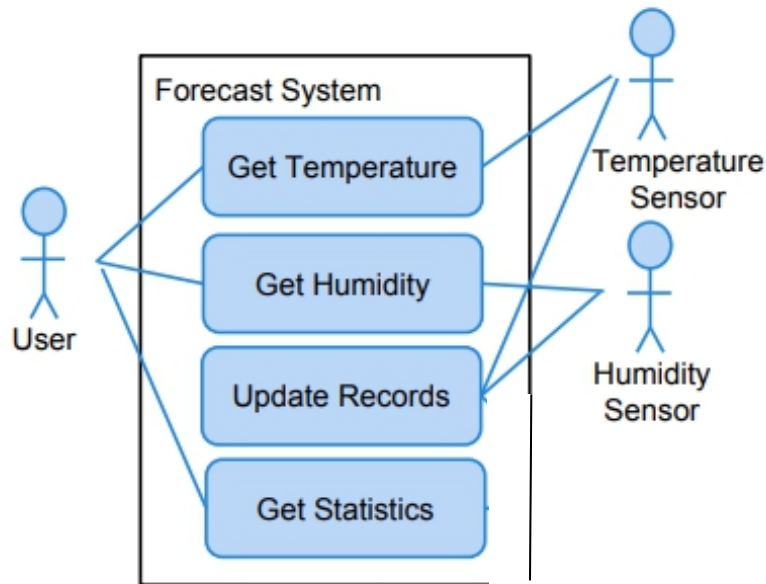 Forecast System
Get Temperature
Temperature
Sensor
Get Humidity
User
Update Records
Humidity
Sensor
Get Statistics